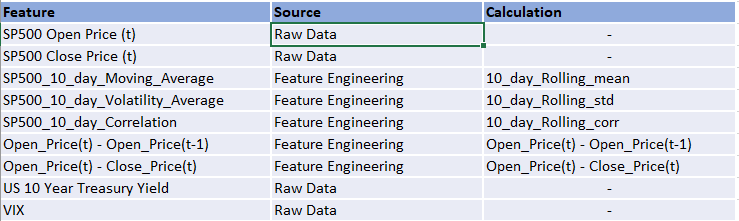 Feature Source Calculation
SP500 Open Price (t) Raw Data -
SP500 Close Price (t) Raw Data -
SP500_10_day_Moving_Average Feature Engineering 10_day_Rolling_mean
SP500_10_day_Volatility_Average Feature Engineering 10_day_Rolling_std
SP500_10_day_Correlation Feature Engineering 10_day_Rolling_corr
Open_Price(t) - Open_Price(t-1) Feature Engineering Open_Price(t) - Open_Price(t-1)
Open_Price(t) - Close_Price(t) Feature Engineering Open_Price(t) - Close_Price(t)
US 10 Year Treasury Yield Raw Data -
VIX Raw Data -